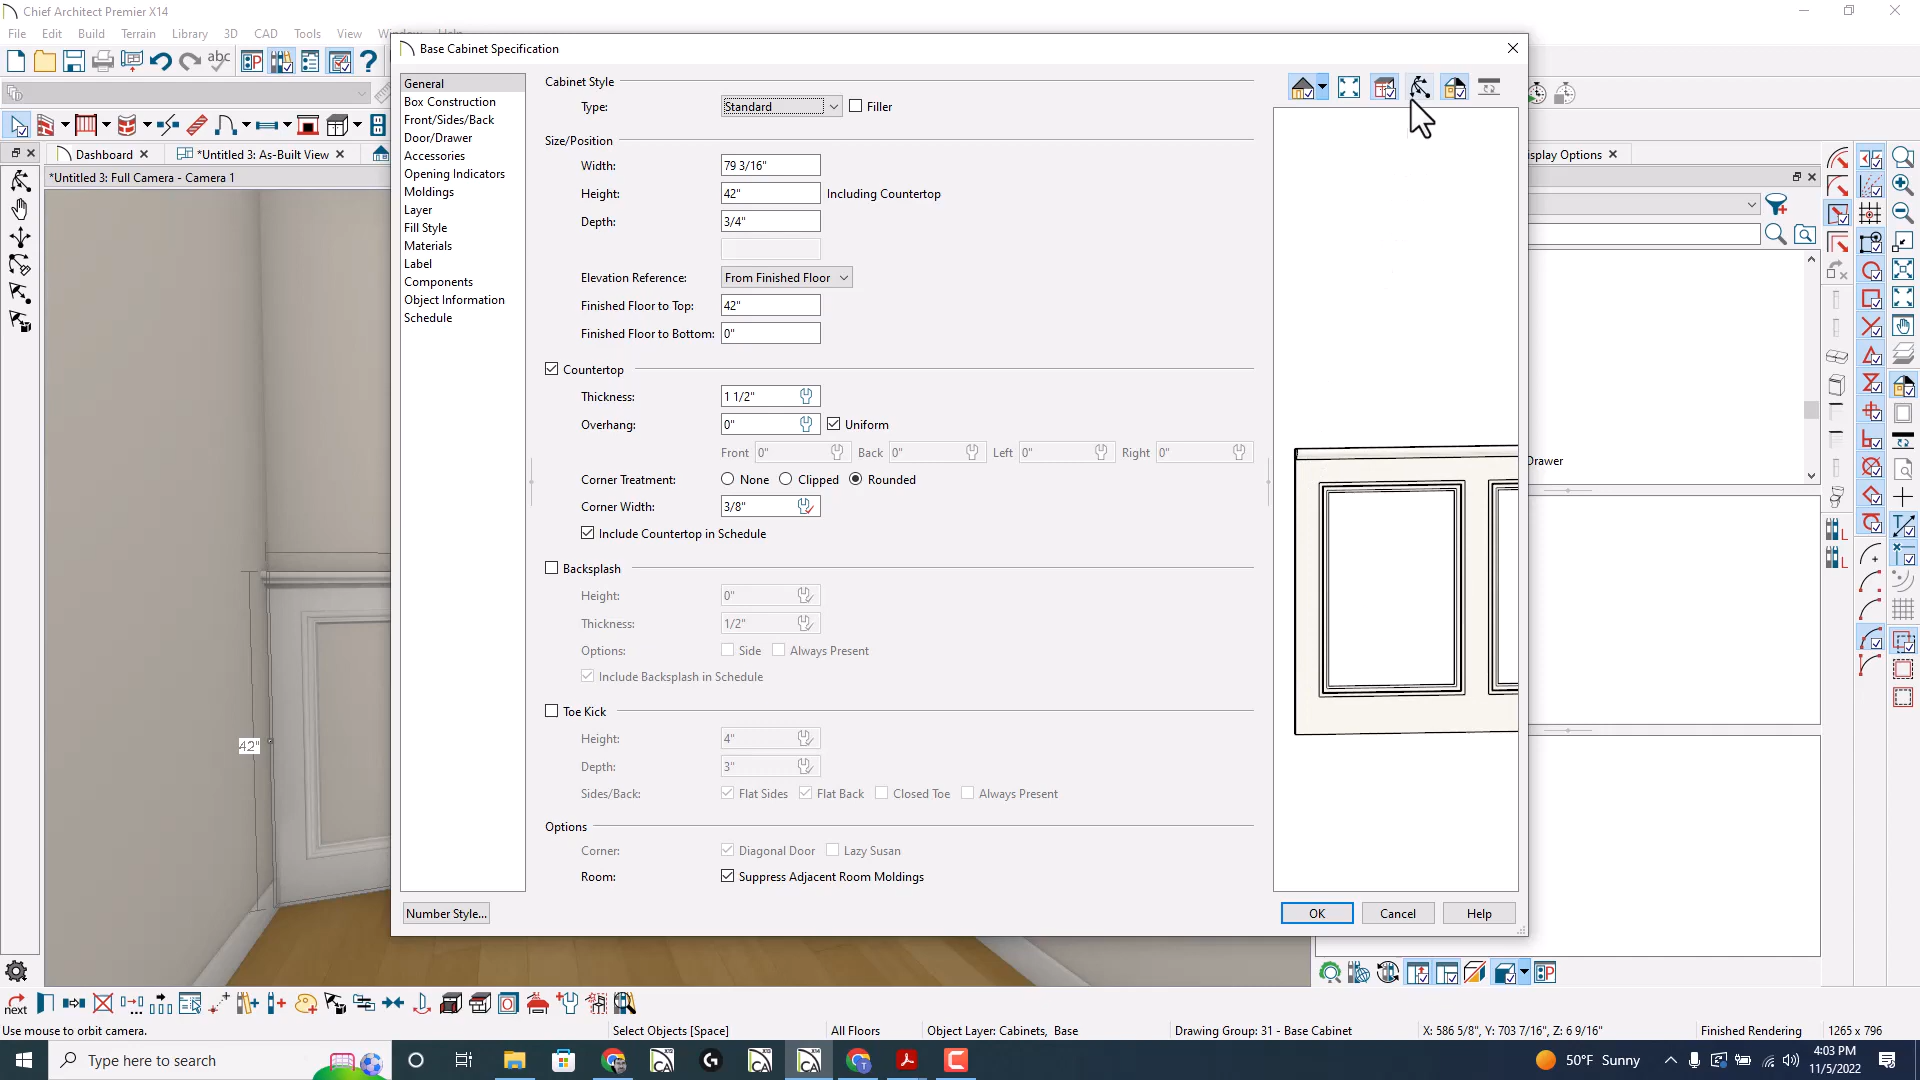 Chief Architect Premier X14
File Edit Build Terrain Library 3D CAD Tools View Window
Base Cabinet Specification
Dashboard
*Untitled 3: As-Built View
*Untitled 3: Full Camera - Camera 1
isplay Options
General
Box Construction
Front/Sides/Back
Door/Drawer
Accessories
Opening Indicators
Moldings
Layer
Fill Style
Materials
Label
Components
Object Information
Schedule
Number Style...
Cabinet Style
Type: Standard Filler
Size/Position
Width: 79 3/16"
Height: 42" Including Countertop
Depth: 3/4"
Elevation Reference: From Finished Floor
Finished Floor to Top: 42"
Finished Floor to Bottom: 0"
Countertop
Thickness: 1 1/2"
Overhang: 0" Uniform
Front 0" Back 0" Left 0" Right 0"
Corner Treatment: None Clipped Rounded
Corner Width: 3/8"
Include Countertop in Schedule
Backsplash
Height: 0"
Thickness: 1/2"
Options: Side Always Present
Include Backsplash in Schedule
Toe Kick
Height: 4"
Depth: 3"
Sides/Back: Flat Sides Flat Back Closed Toe Always Present
Options
Corner: Diagonal Door Lazy Susan
Room: Suppress Adjacent Room Moldings
OK Cancel Help
Drawer
42"
next
Use mouse to orbit camera. Select Objects [Space] All Floors Object Layer: Cabinets, Base Drawing Group: 31 - Base Cabinet X: 586 5/8", Y: 703 7/16", Z: 6 9/16" Finished Rendering 1265 x 796
Type here to search
50°F Sunny
4:03 PM
11/5/2022